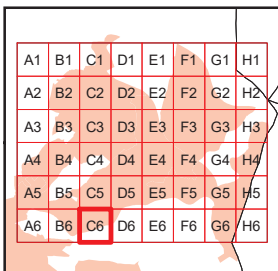 A1 B1 C1 D1 E1 F1 G1 H1
A2 B2 C2 D2 E2 F2 G2 H2
A3 B3 C3 D3 E3 F3 G3 H3
A4 B4 C4 D4 E4 F4 G4 H4
A5 B5 C5 D5 E5 F5 G5 H5
A6 B6 C6 D6 E6 F6 G6 H6